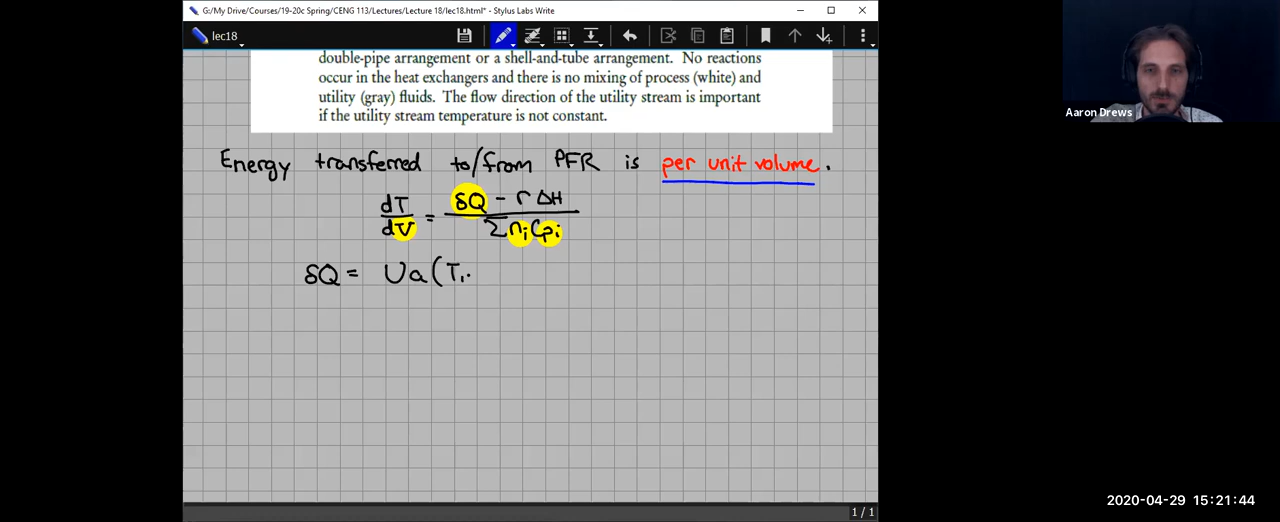 G:/My Drive/Courses/19-20c Spring/CENG 113/Lectures/Lecture 18/lec18.html* - Stylus Labs Write
lec18
double-pipe arrangement or a shell-and-tube arrangement. No reactions
occur in the heat exchangers and there is no mixing of process (white) and
utility (gray) fluids. The flow direction of the utility stream is important
if the utility stream temperature is not constant.
Aaron Drews
Energy transferred to/from PFR is per unit volume.
dT/dV = (δQ - r ΔH)/(Σ ni Cpi)
δQ = Ua(T
2020-04-29 15:21:44
1 / 1